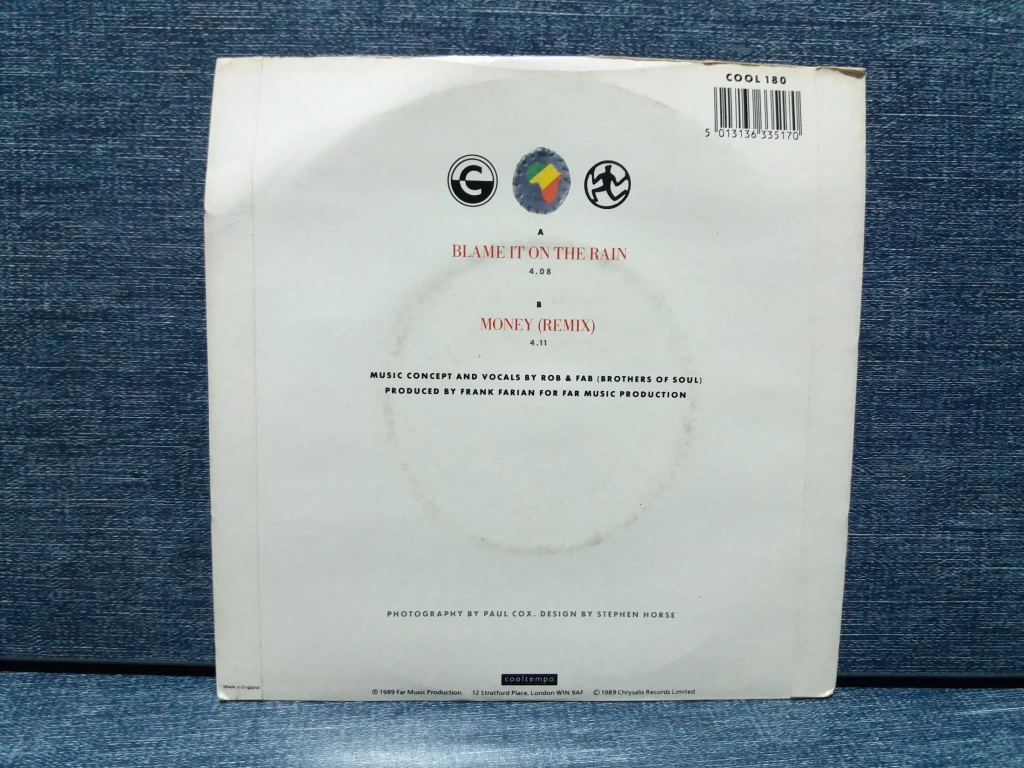 COOL 180
5 013136 335170
G
A
BLAME IT ON THE RAIN
4.08
B
MONEY (REMIX)
4.11
MUSIC CONCEPT AND VOCALS BY ROB & FAB (BROTHERS OF SOUL)
PRODUCED BY FRANK FARIAN FOR FAR MUSIC PRODUCTION
PHOTOGRAPHY BY PAUL COX. DESIGN BY STEPHEN HORSE
cooltempo
Made in England
℗ 1989 Far Music Production. 12 Stratford Place, London W1N 9AF © 1989 Chrysalis Records Limited